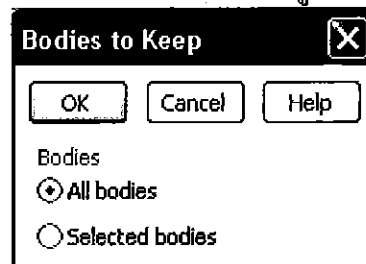 Bodies to Keep
OK Cancel Help
Bodies
All bodies
Selected bodies